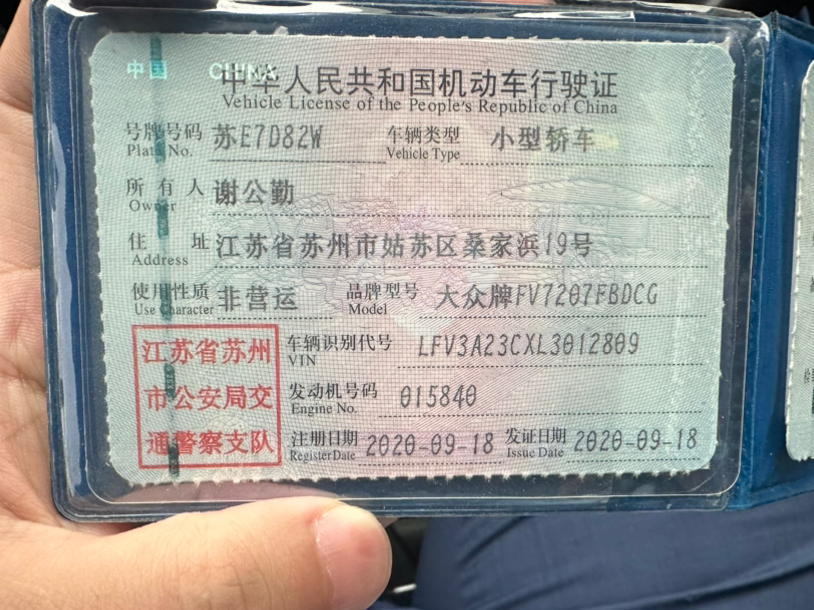 中国 CHINA
中华人民共和国机动车行驶证
Vehicle License of the People's Republic of China
号牌号码 苏E7D82W 车辆类型 小型轿车
Plate No. Vehicle Type
所有人 谢公勤
Owner
住址 江苏省苏州市姑苏区桑家浜19号
Address
使用性质 非营运 品牌型号 大众牌FV7207FBDCG
Use Character Model
江苏省苏州
市公安局交
通警察支队
车辆识别代号 LFV3A23CXL3012809
VIN
发动机号码 015840
Engine No.
注册日期 2020-09-18 发证日期 2020-09-18
Register Date Issue Date